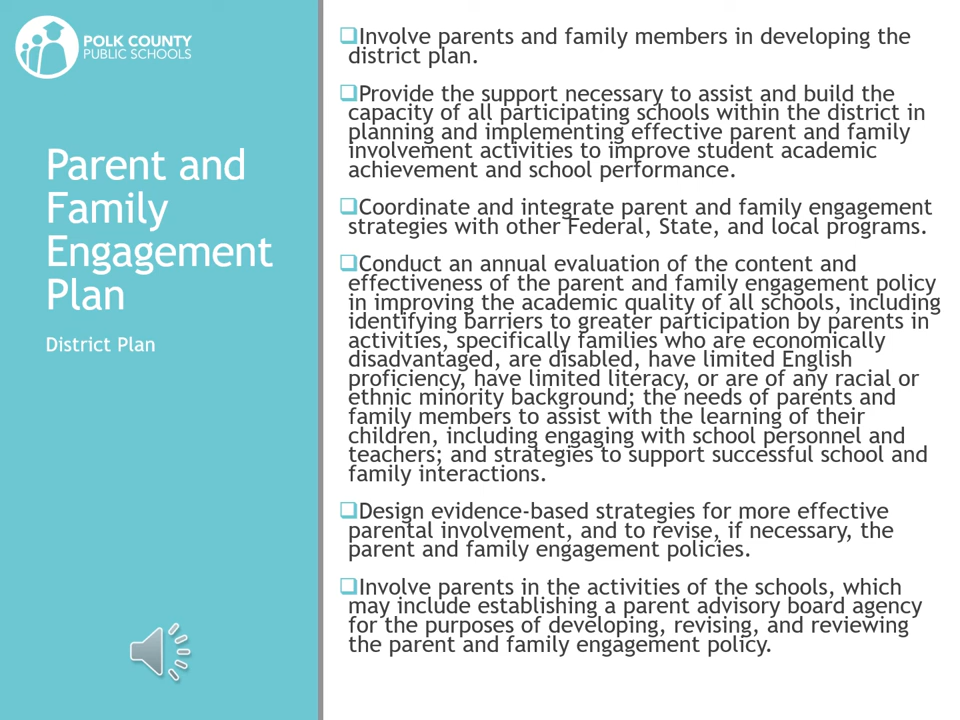 POLK COUNTY
PUBLIC SCHOOLS
Parent and
Family
Engagement
Plan
District Plan
❑Involve parents and family members in developing the
district plan.
❑Provide the support necessary to assist and build the
capacity of all participating schools within the district in
planning and implementing effective parent and family
involvement activities to improve student academic
achievement and school performance.
❑Coordinate and integrate parent and family engagement
strategies with other Federal, State, and local programs.
❑Conduct an annual evaluation of the content and
effectiveness of the parent and family engagement policy
in improving the academic quality of all schools, including
identifying barriers to greater participation by parents in
activities, specifically families who are economically
disadvantaged, are disabled, have limited English
proficiency, have limited literacy, or are of any racial or
ethnic minority background; the needs of parents and
family members to assist with the learning of their
children, including engaging with school personnel and
teachers; and strategies to support successful school and
family interactions.
❑Design evidence-based strategies for more effective
parental involvement, and to revise, if necessary, the
parent and family engagement policies.
❑Involve parents in the activities of the schools, which
may include establishing a parent advisory board agency
for the purposes of developing, revising, and reviewing
the parent and family engagement policy.